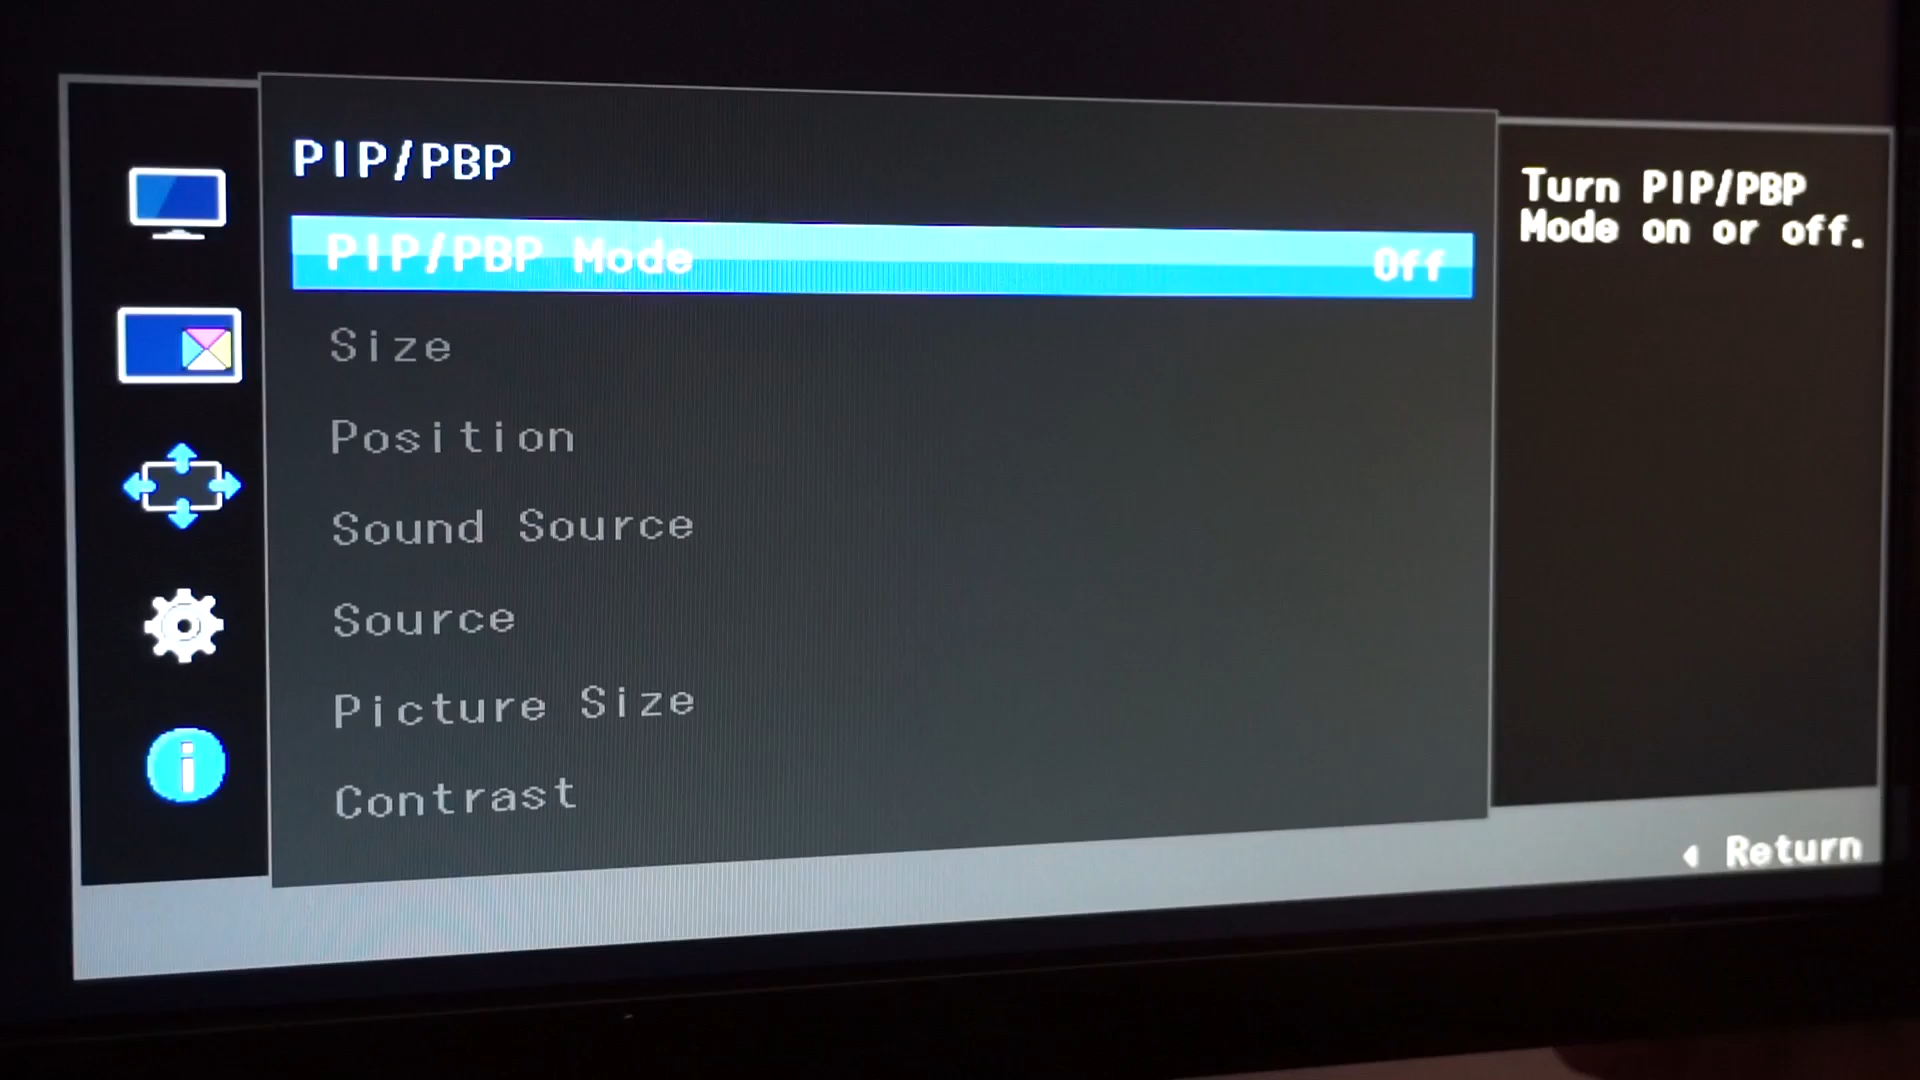 PIP/PBP
PIP/PBP Mode Off
Size
Position
Sound Source
Source
Picture Size
Contrast
Turn PIP/PBP
Mode on or off.
Return